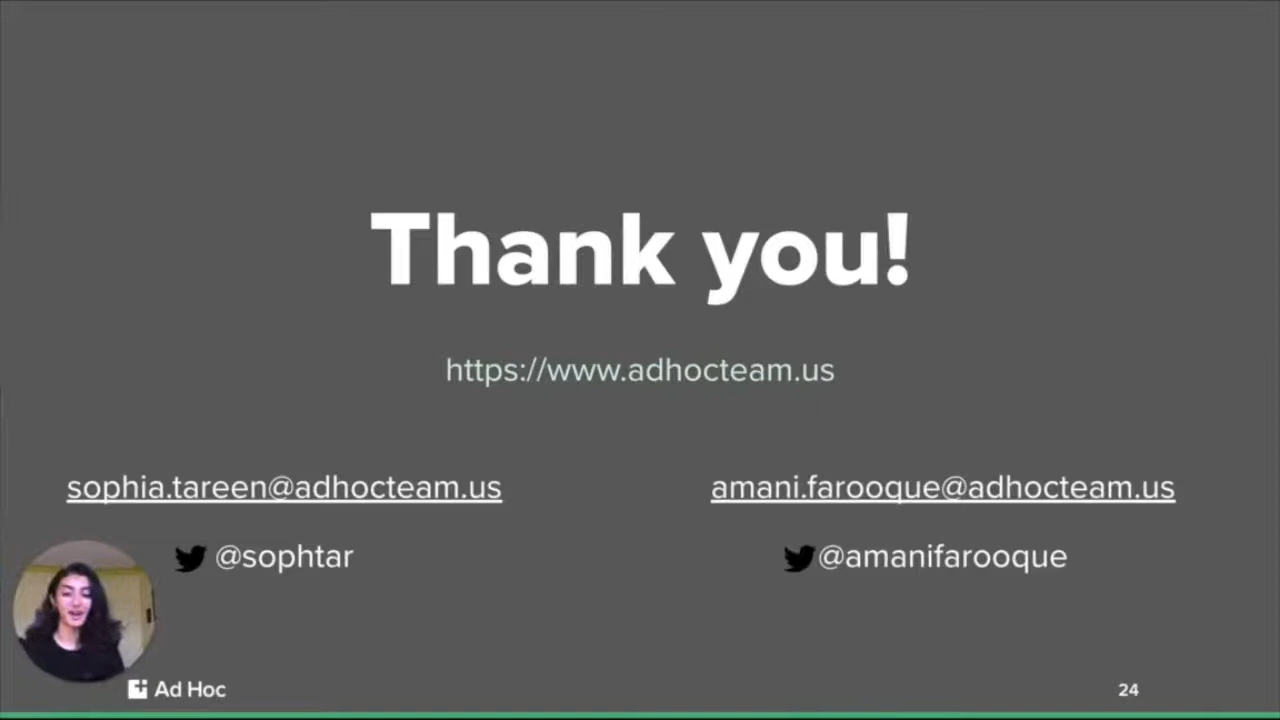 Thank you!
https://www.adhocteam.us
sophia.tareen@adhocteam.us
amani.farooque@adhocteam.us
@sophtar
@amanifarooque
Ad Hoc
24